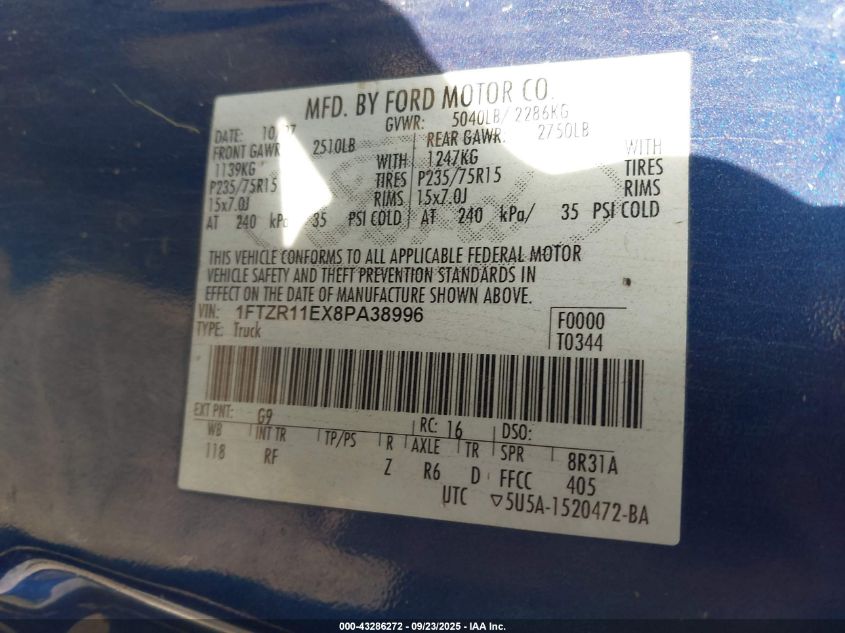 MFD. BY FORD MOTOR CO.
DATE: 10/07 GVWR: 5040LB/ 2286KG
FRONT GAWR: 2510LB REAR GAWR: 2750LB
1139KG WITH 1247KG WITH
P235/75R15 TIRES P235/75R15 TIRES
15x7.0J RIMS 15x7.0J RIMS
AT 240 kPa/ 35 PSI COLD AT 240 kPa/ 35 PSI COLD
THIS VEHICLE CONFORMS TO ALL APPLICABLE FEDERAL MOTOR
VEHICLE SAFETY AND THEFT PREVENTION STANDARDS IN
EFFECT ON THE DATE OF MANUFACTURE SHOWN ABOVE.
VIN: 1FTZR11EX8PA38996 F0000
TYPE: Truck T0344
EXT PNT: G9 RC: 16 DSO:
WB INT TR TP/PS R AXLE TR SPR 8R31A
118 RF Z R6 D FFCC 405
UTC ▽5U5A-1520472-BA
000-43286272 - 09/23/2025 - IAA Inc.